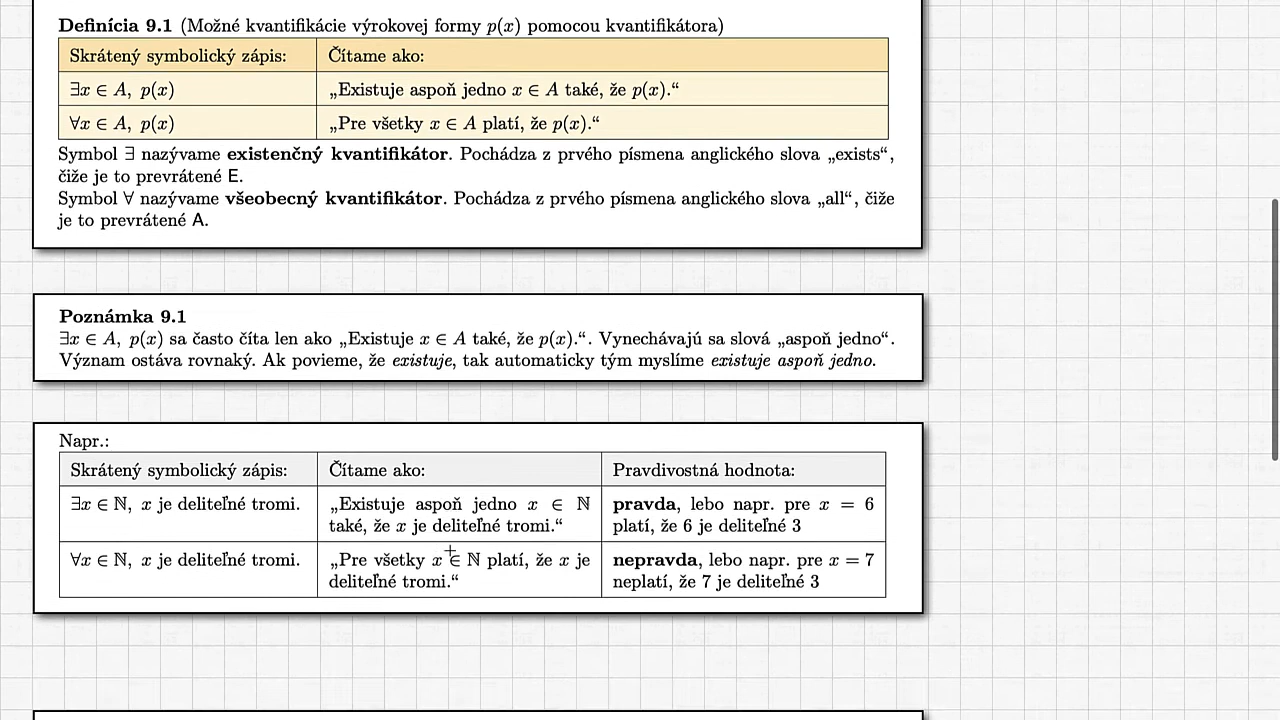 Definícia 9.1 (Možné kvantifikácie výrokovej formy p(x) pomocou kvantifikátora)
Skrátený symbolický zápis: Čítame ako:
∃x ∈ A, p(x) „Existuje aspoň jedno x ∈ A také, že p(x).“
∀x ∈ A, p(x) „Pre všetky x ∈ A platí, že p(x).“
Symbol ∃ nazývame existenčný kvantifikátor. Pochádza z prvého písmena anglického slova „exists“,
čiže je to prevrátené E.
Symbol ∀ nazývame všeobecný kvantifikátor. Pochádza z prvého písmena anglického slova „all“, čiže
je to prevrátené A.
Poznámka 9.1
∃x ∈ A, p(x) sa často číta len ako „Existuje x ∈ A také, že p(x).“. Vynechávajú sa slová „aspoň jedno“.
Význam ostáva rovnaký. Ak povieme, že existuje, tak automaticky tým myslíme existuje aspoň jedno.
Napr.:
Skrátený symbolický zápis: Čítame ako: Pravdivostná hodnota:
∃x ∈ ℕ, x je deliteľné tromi. „Existuje aspoň jedno x ∈ ℕ pravda, lebo napr. pre x = 6
také, že x je deliteľné tromi.“ platí, že 6 je deliteľné 3
∀x ∈ ℕ, x je deliteľné tromi. „Pre všetky x ∈ ℕ platí, že x je nepravda, lebo napr. pre x = 7
deliteľné tromi.“ neplatí, že 7 je deliteľné 3